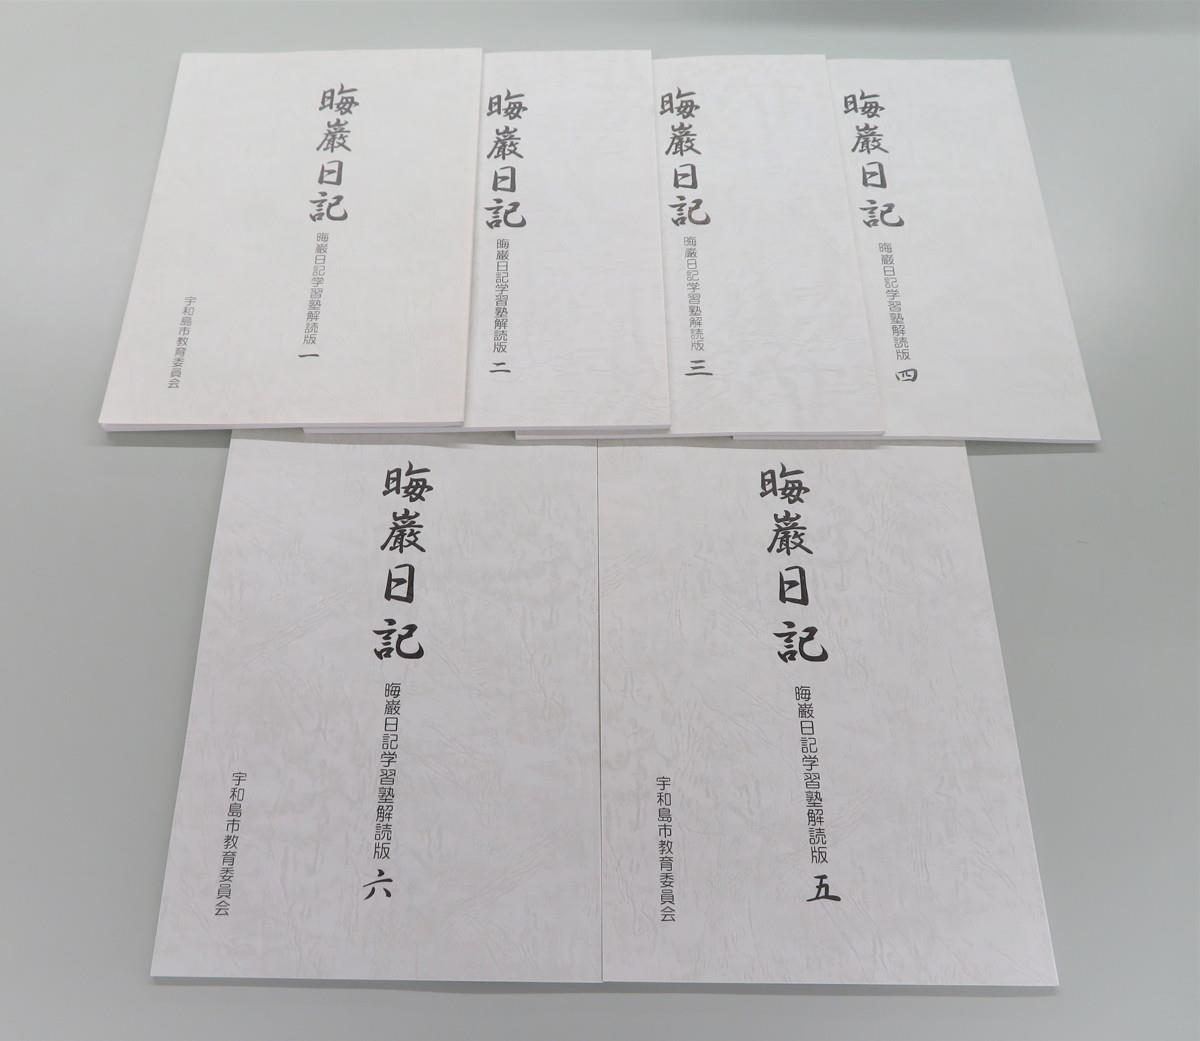 晦巌日記
晦巌日記学習塾解読版 一
宇和島市教育委員会
晦巌日記
晦巌日記学習塾解読版 二
晦巌日記
晦巌日記学習塾解読版 三
晦巌日記
晦巌日記学習塾解読版 四
晦巌日記
晦巌日記学習塾解読版 六
宇和島市教育委員会
晦巌日記
晦巌日記学習塾解読版 五
宇和島市教育委員会